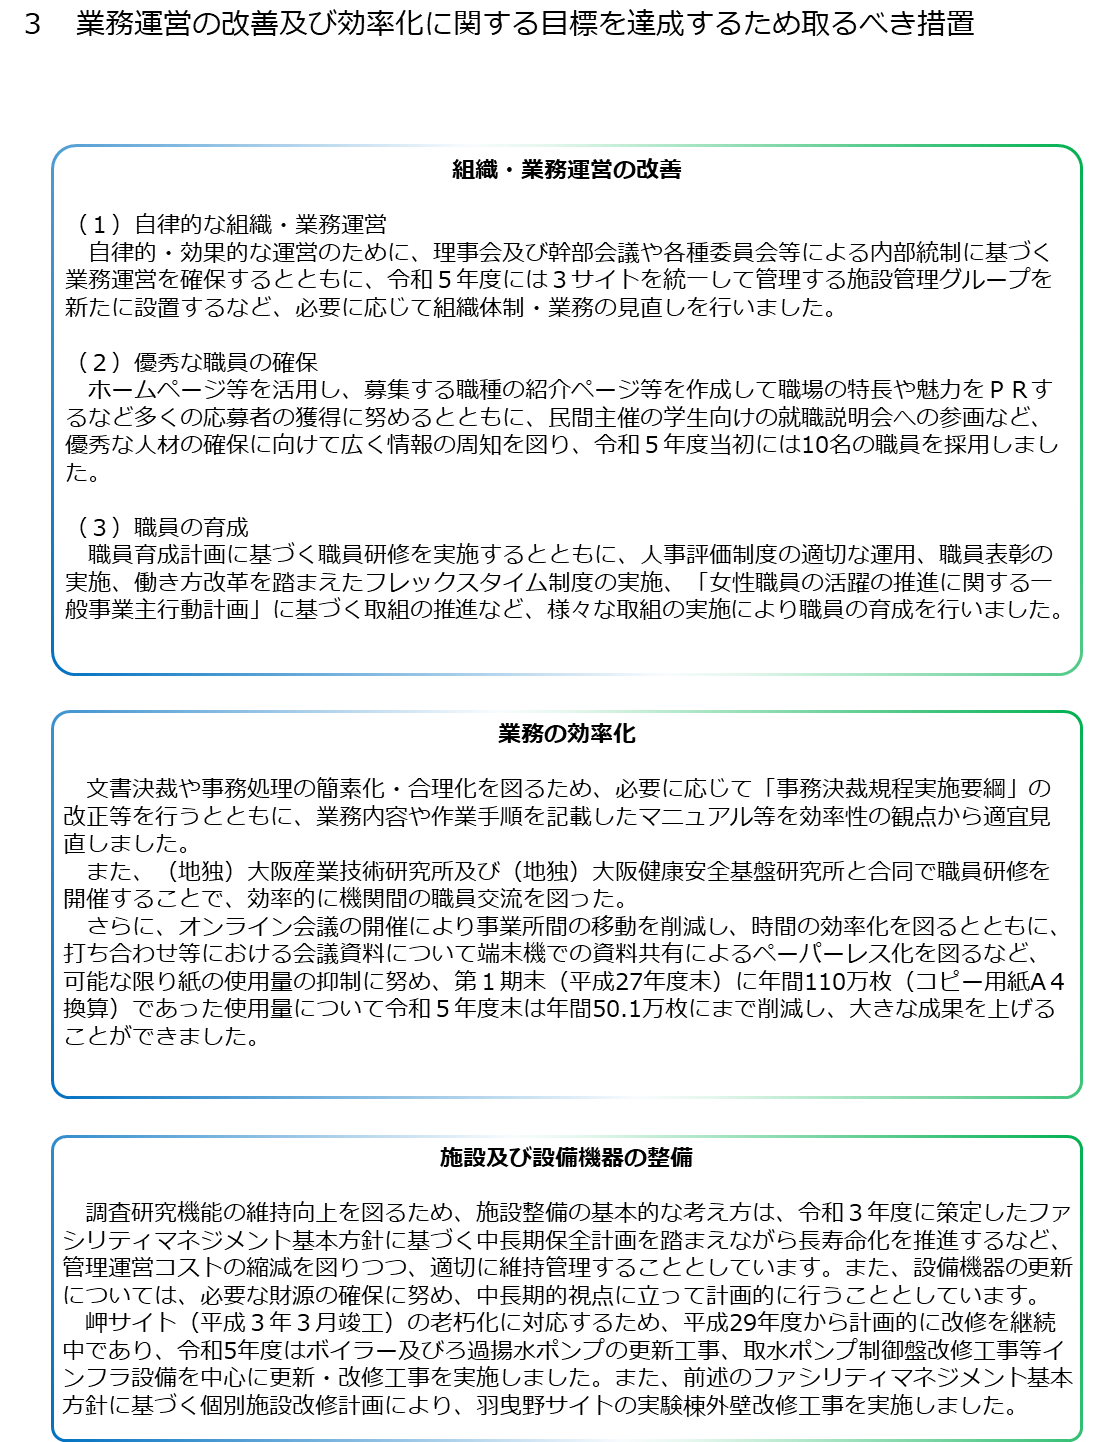 ３　業務運営の改善及び効率化に関する目標を達成するため取るべき措置
組織・業務運営の改善
（１）自律的な組織・業務運営
　自律的・効果的な運営のために、理事会及び幹部会議や各種委員会等による内部統制に基づく
業務運営を確保するとともに、令和５年度には３サイトを統一して管理する施設管理グループを
新たに設置するなど、必要に応じて組織体制・業務の見直しを行いました。
（２）優秀な職員の確保
　ホームページ等を活用し、募集する職種の紹介ページ等を作成して職場の特長や魅力をＰＲす
るなど多くの応募者の獲得に努めるとともに、民間主催の学生向けの就職説明会への参画など、
優秀な人材の確保に向けて広く情報の周知を図り、令和５年度当初には10名の職員を採用しまし
た。
（３）職員の育成
　職員育成計画に基づく職員研修を実施するとともに、人事評価制度の適切な運用、職員表彰の
実施、働き方改革を踏まえたフレックスタイム制度の実施、「女性職員の活躍の推進に関する一
般事業主行動計画」に基づく取組の推進など、様々な取組の実施により職員の育成を行いました。
業務の効率化
　文書決裁や事務処理の簡素化・合理化を図るため、必要に応じて「事務決裁規程実施要綱」の
改正等を行うとともに、業務内容や作業手順を記載したマニュアル等を効率性の観点から適宜見
直しました。
　また、（地独）大阪産業技術研究所及び（地独）大阪健康安全基盤研究所と合同で職員研修を
開催することで、効率的に機関間の職員交流を図った。
　さらに、オンライン会議の開催により事業所間の移動を削減し、時間の効率化を図るとともに、
打ち合わせ等における会議資料について端末機での資料共有によるペーパーレス化を図るなど、
可能な限り紙の使用量の抑制に努め、第１期末（平成27年度末）に年間110万枚（コピー用紙A４
換算）であった使用量について令和５年度末は年間50.1万枚にまで削減し、大きな成果を上げる
ことができました。
施設及び設備機器の整備
　調査研究機能の維持向上を図るため、施設整備の基本的な考え方は、令和３年度に策定したファ
シリティマネジメント基本方針に基づく中長期保全計画を踏まえながら長寿命化を推進するなど、
管理運営コストの縮減を図りつつ、適切に維持管理することとしています。また、設備機器の更新
については、必要な財源の確保に努め、中長期的視点に立って計画的に行うこととしています。
　岬サイト（平成３年３月竣工）の老朽化に対応するため、平成29年度から計画的に改修を継続
中であり、令和5年度はボイラー及びろ過揚水ポンプの更新工事、取水ポンプ制御盤改修工事等イ
ンフラ設備を中心に更新・改修工事を実施しました。また、前述のファシリティマネジメント基本
方針に基づく個別施設改修計画により、羽曳野サイトの実験棟外壁改修工事を実施しました。